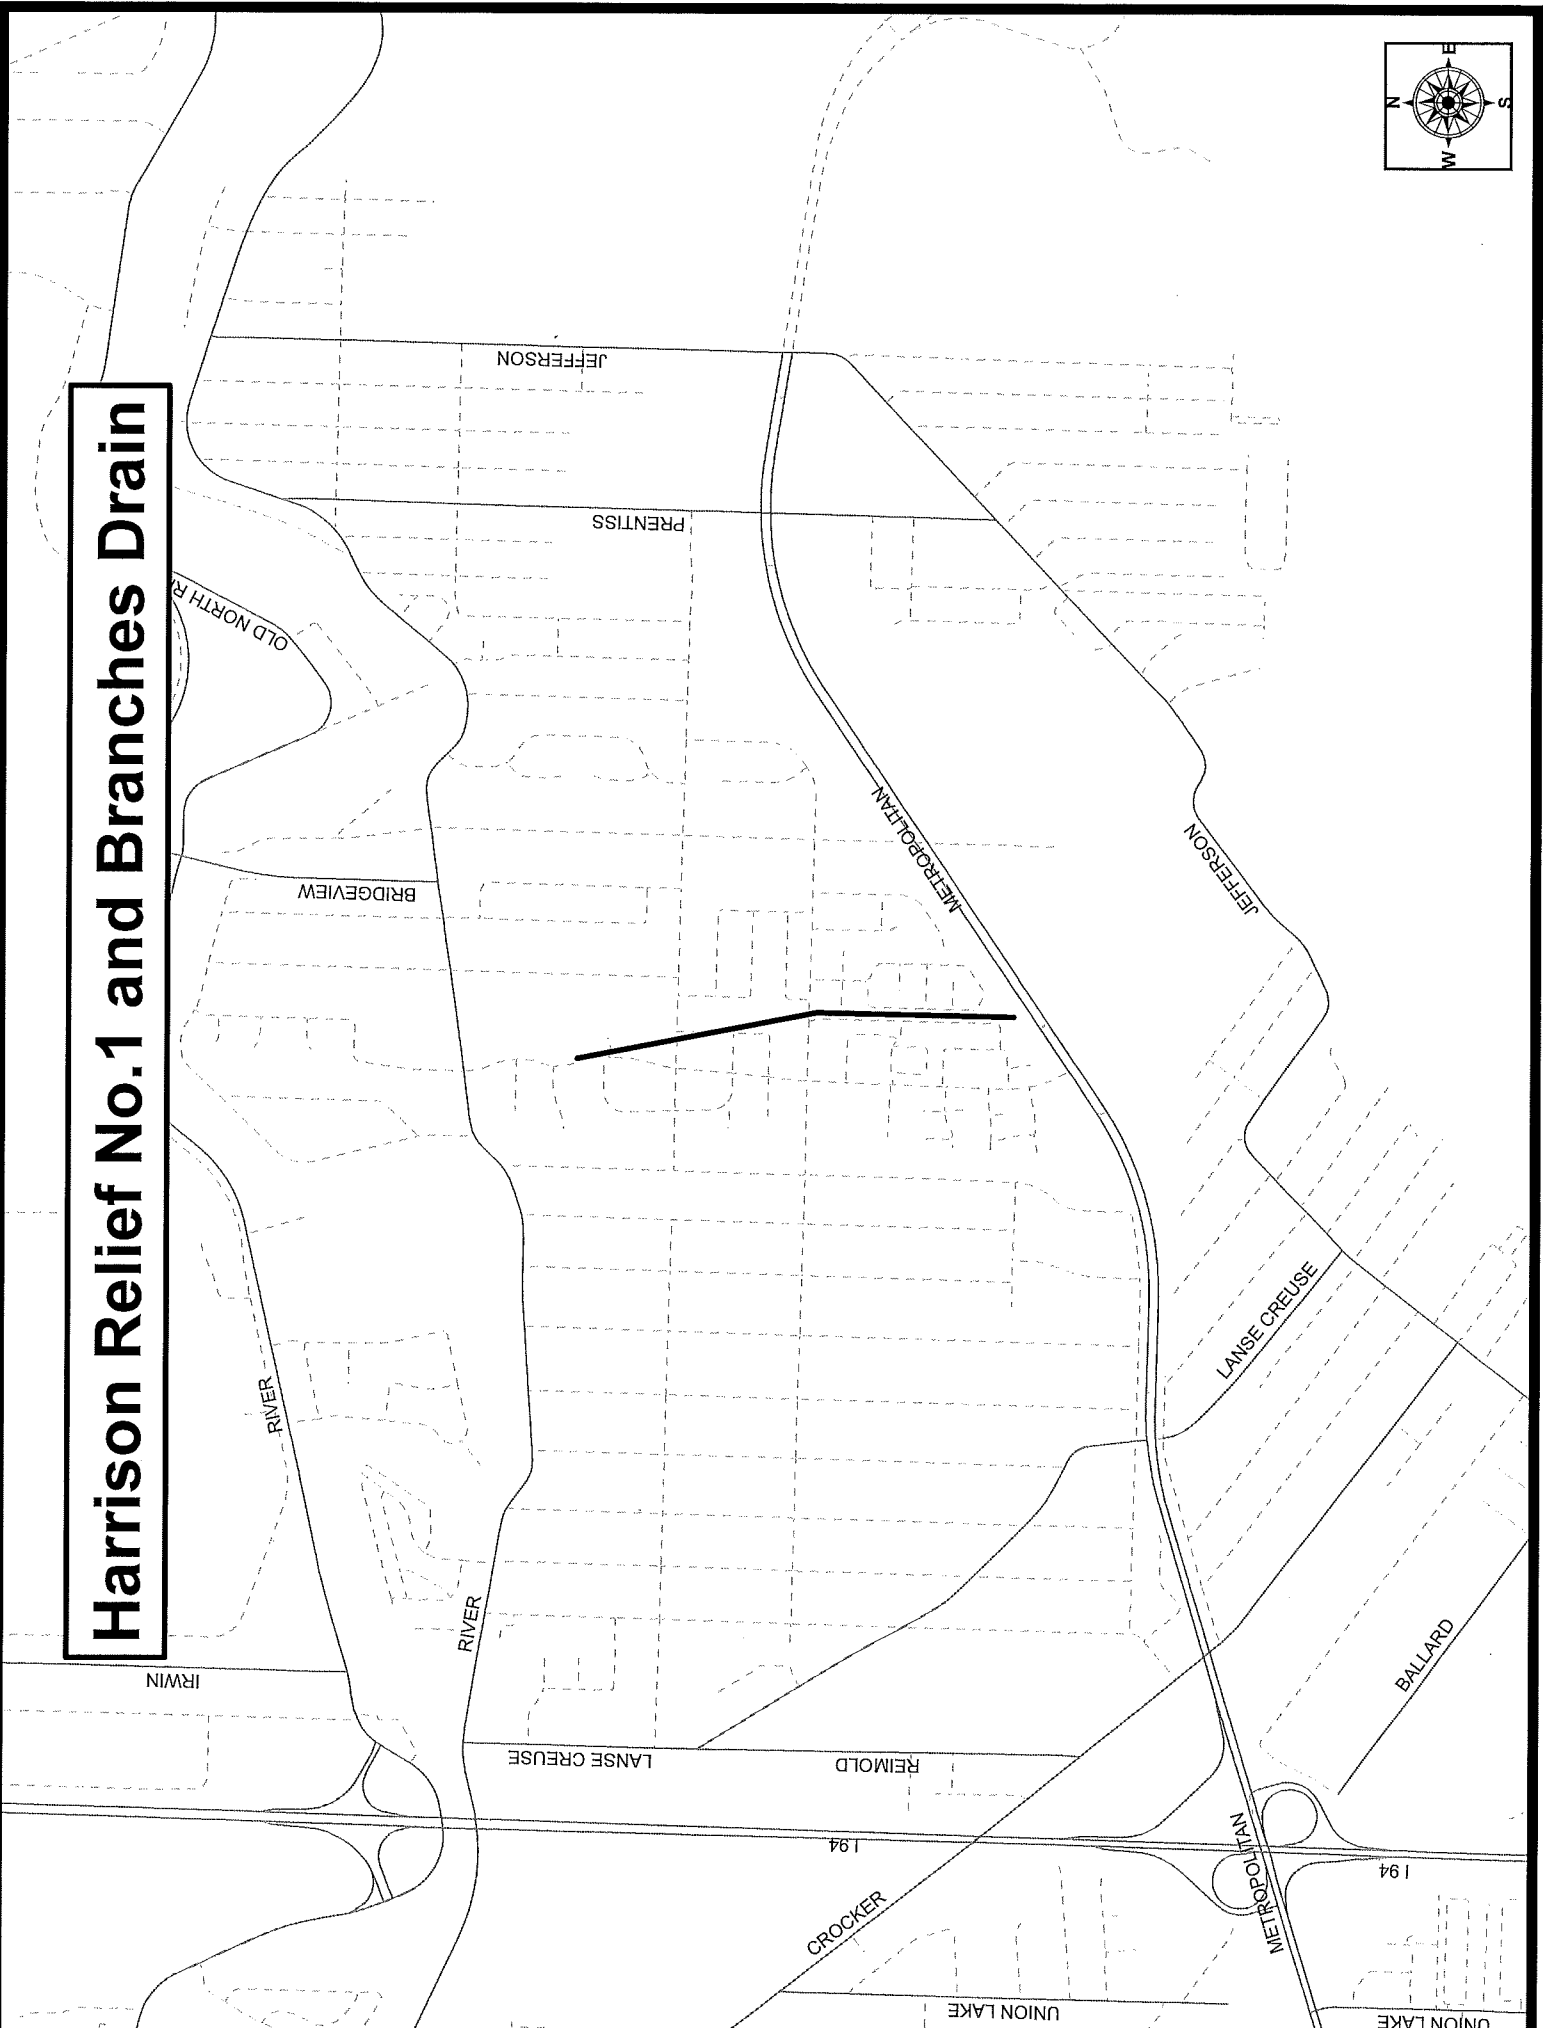 Harrison Relief No.1 and Branches Drain
N
E
S
W
JEFFERSON
PRENTISS
OLD NORTH
BRIDGEVIEW
METROPOLITAN
JEFFERSON
RIVER
LANSE CREUSE
RIVER
IRWIN
BALLARD
LANSE CREUSE
REIMOLD
I 94
METROPOLITAN
I 94
CROCKER
UNION LAKE
UNION LAKE